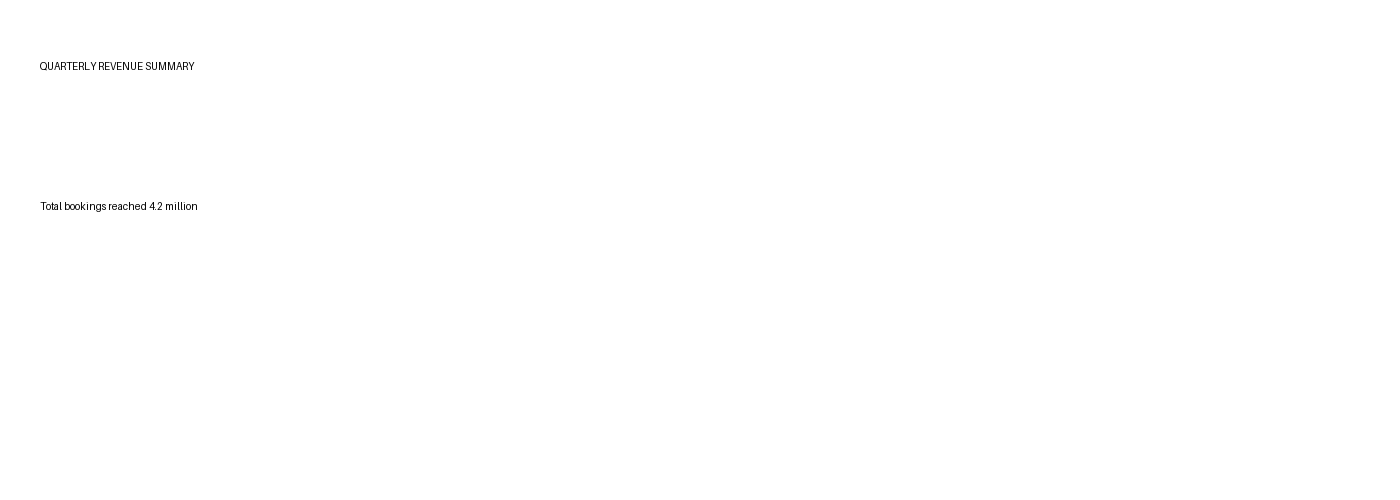 QUARTERLY REVENUE SUMMARY
Total bookings reached 4.2 million